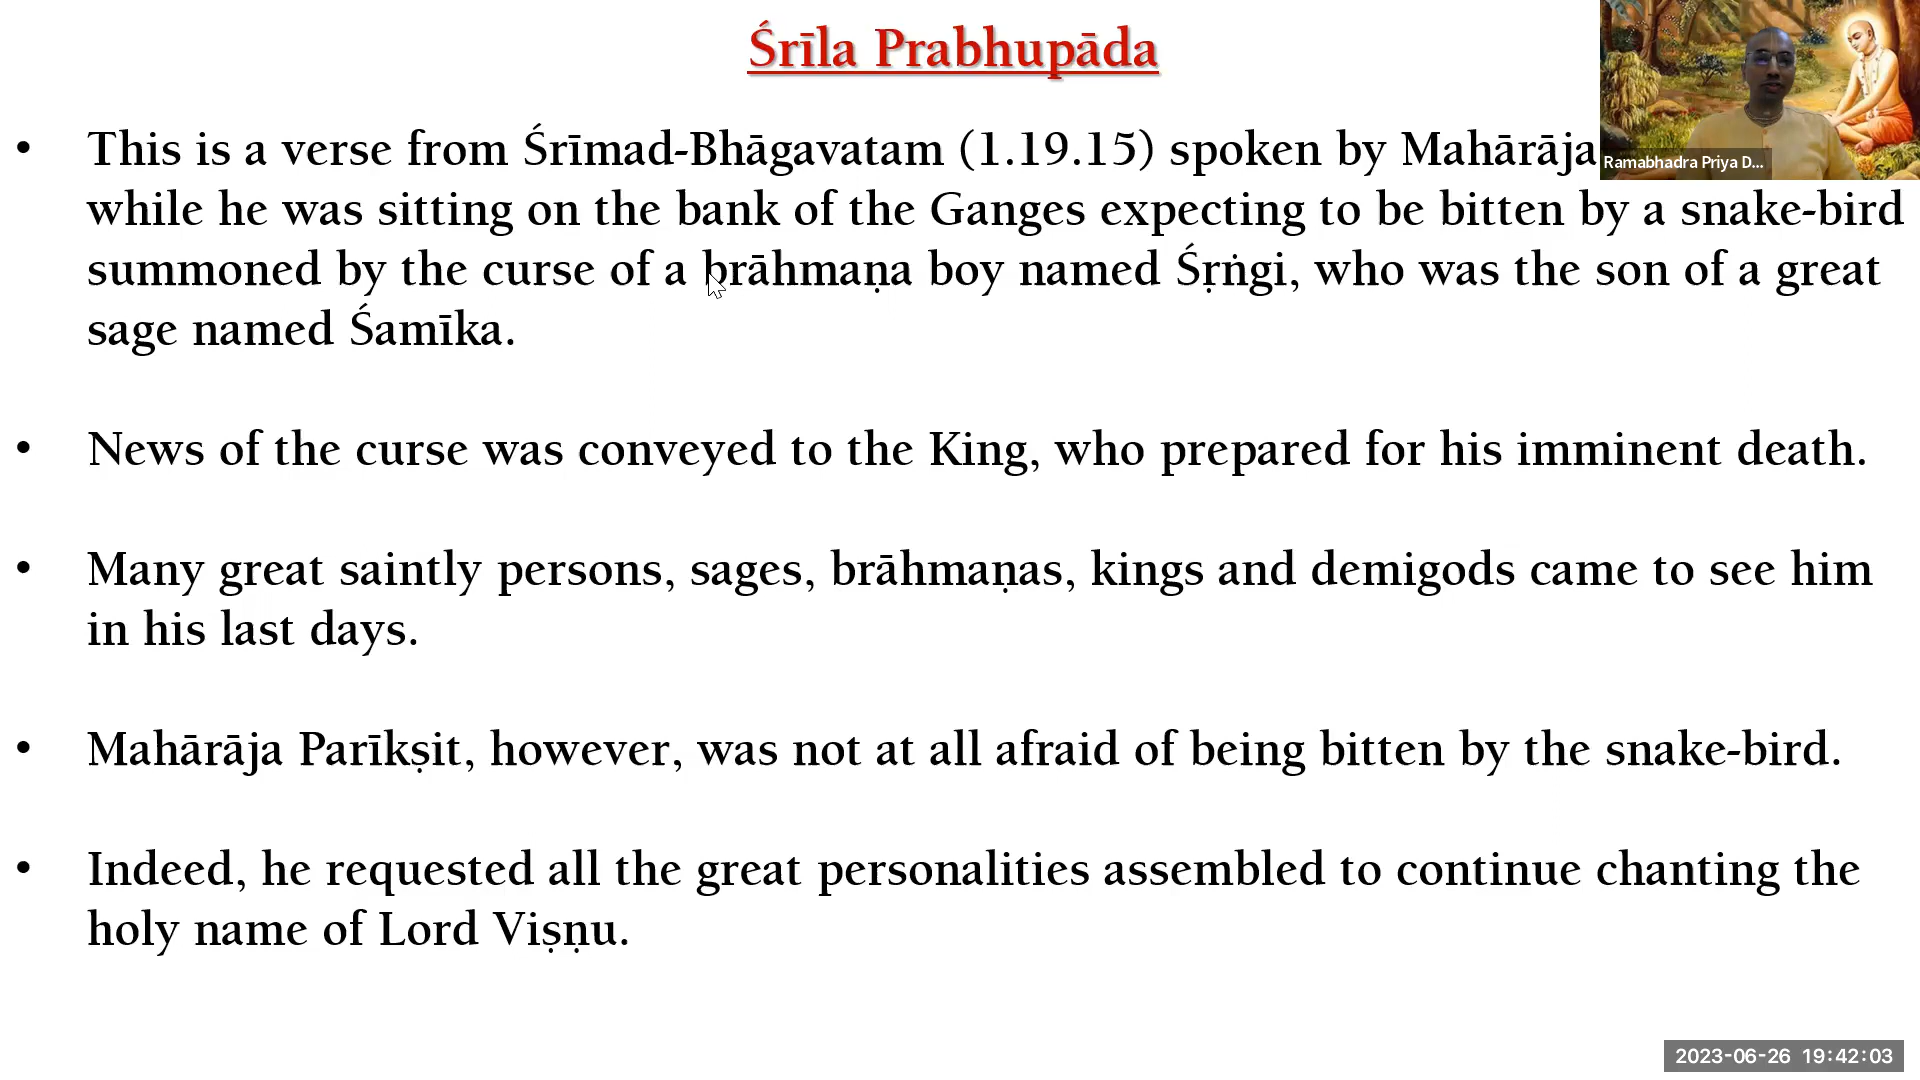 Śrīla Prabhupāda
• This is a verse from Śrīmad-Bhāgavatam (1.19.15) spoken by Mahārāja
while he was sitting on the bank of the Ganges expecting to be bitten by a snake-bird
summoned by the curse of a brāhmaṇa boy named Śṛṅgi, who was the son of a great
sage named Śamīka.
• News of the curse was conveyed to the King, who prepared for his imminent death.
• Many great saintly persons, sages, brāhmaṇas, kings and demigods came to see him
in his last days.
• Mahārāja Parīkṣit, however, was not at all afraid of being bitten by the snake-bird.
• Indeed, he requested all the great personalities assembled to continue chanting the
holy name of Lord Viṣṇu.
Ramabhadra Priya D...
2023-06-26 19:42:03